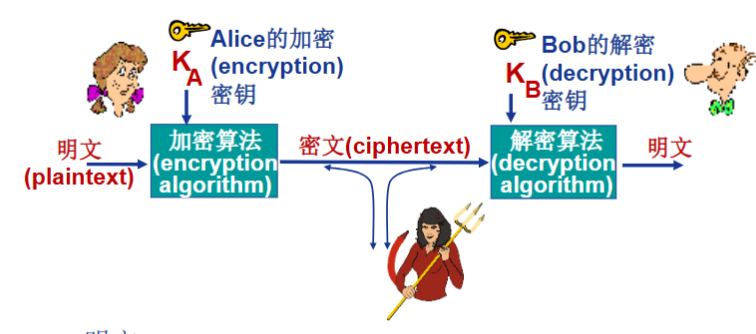 Alice的加密
(encryption)
密钥
K_A
Bob的解密
(decryption)
密钥
K_B
明文
(plaintext)
加密算法
(encryption
algorithm)
密文(ciphertext)
解密算法
(decryption
algorithm)
明文